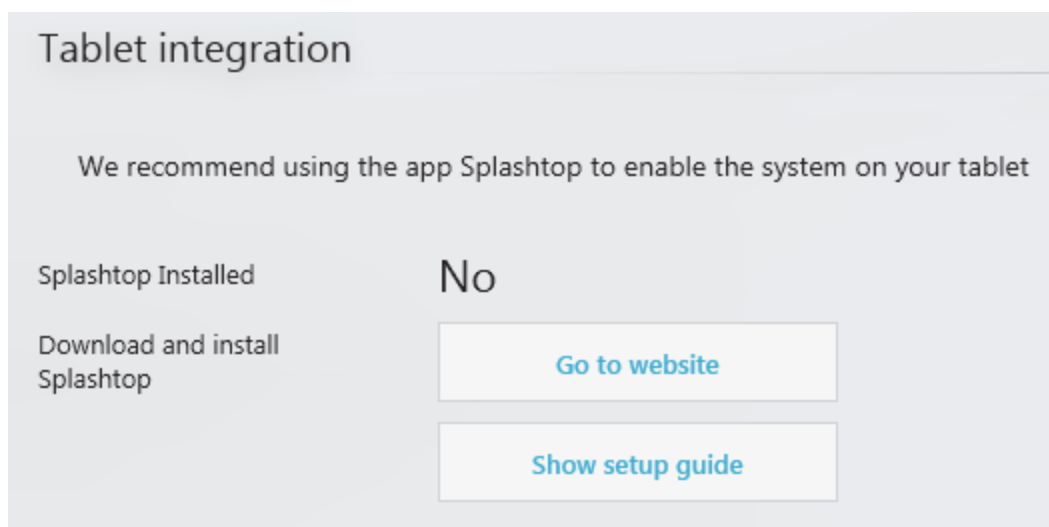 Tablet integration
We recommend using the app Splashtop to enable the system on your tablet
Splashtop Installed
No
Download and install
Splashtop
Go to website
Show setup guide